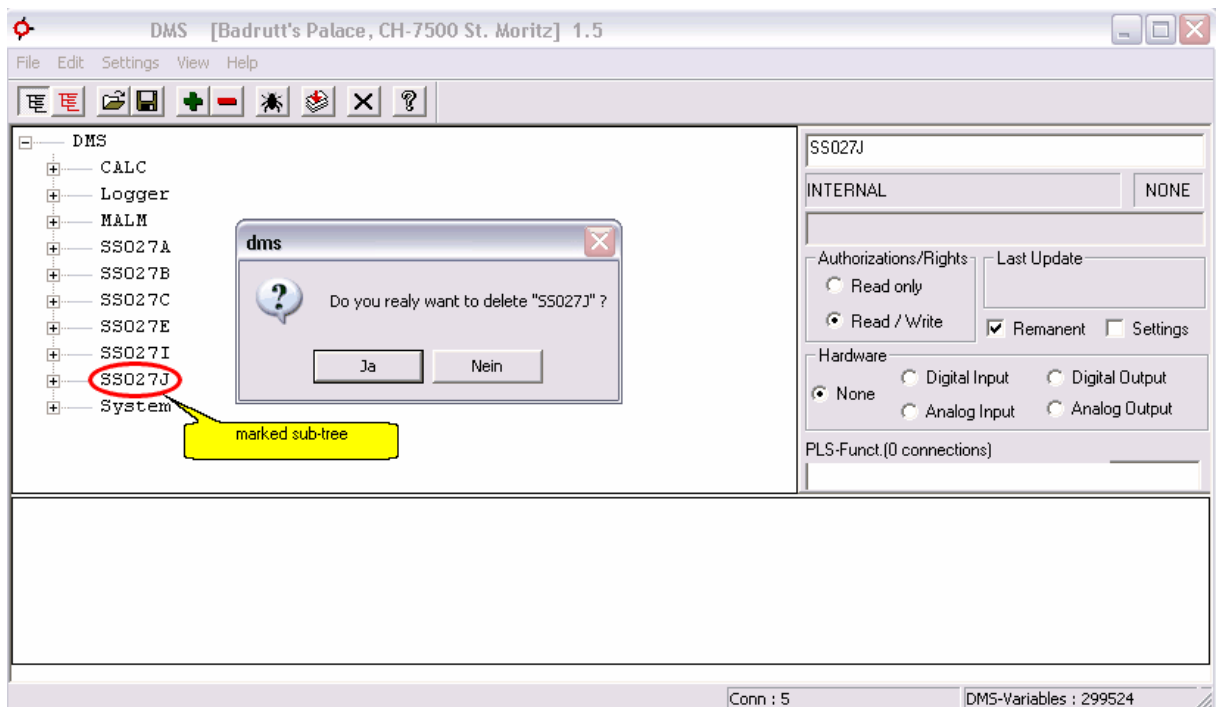 DMS [Badrutt's Palace, CH-7500 St. Moritz] 1.5
File Edit Settings View Help
DMS
CALC
Logger
MALM
SS027A
SS027B
SS027C
SS027E
SS027I
SS027J
System
marked sub-tree
dms
Do you realy want to delete "SS027J" ?
Ja Nein
SS027J
INTERNAL NONE
Authorizations/Rights Last Update
Read only
Read / Write Remanent Settings
Hardware
None Digital Input Digital Output
Analog Input Analog Output
PLS-Funct.(0 connections)
Conn : 5 DMS-Variables : 299524